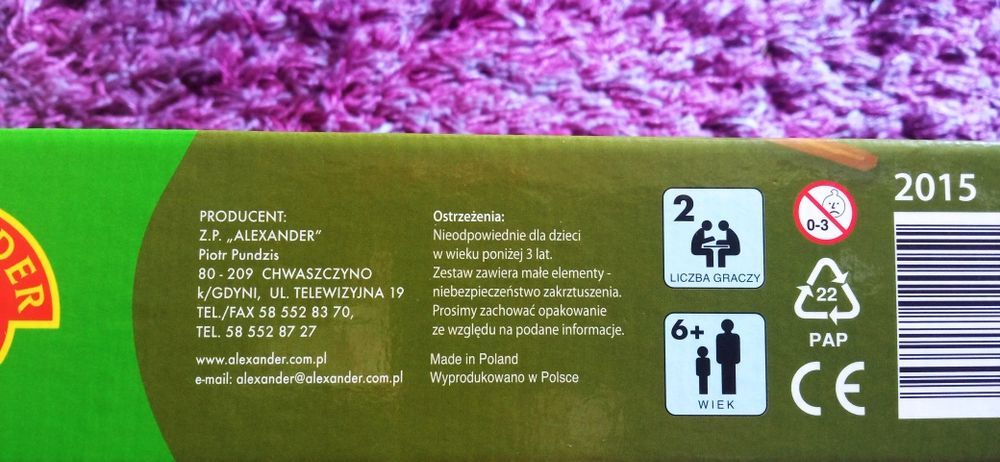 DER
PRODUCENT:
Z.P. „ALEXANDER”
Piotr Pundzis
80 - 209 CHWASZCZYNO
k/GDYNI, UL. TELEWIZYJNA 19
TEL./FAX 58 552 83 70,
TEL. 58 552 87 27
www.alexander.com.pl
e-mail: alexander@alexander.com.pl
Ostrzeżenia:
Nieodpowiednie dla dzieci
w wieku poniżej 3 lat.
Zestaw zawiera małe elementy -
niebezpieczeństwo zakrztuszenia.
Prosimy zachować opakowanie
ze względu na podane informacje.
Made in Poland
Wyprodukowano w Polsce
2
LICZBA GRACZY
6+
WIEK
0-3
22
PAP
CE
2015